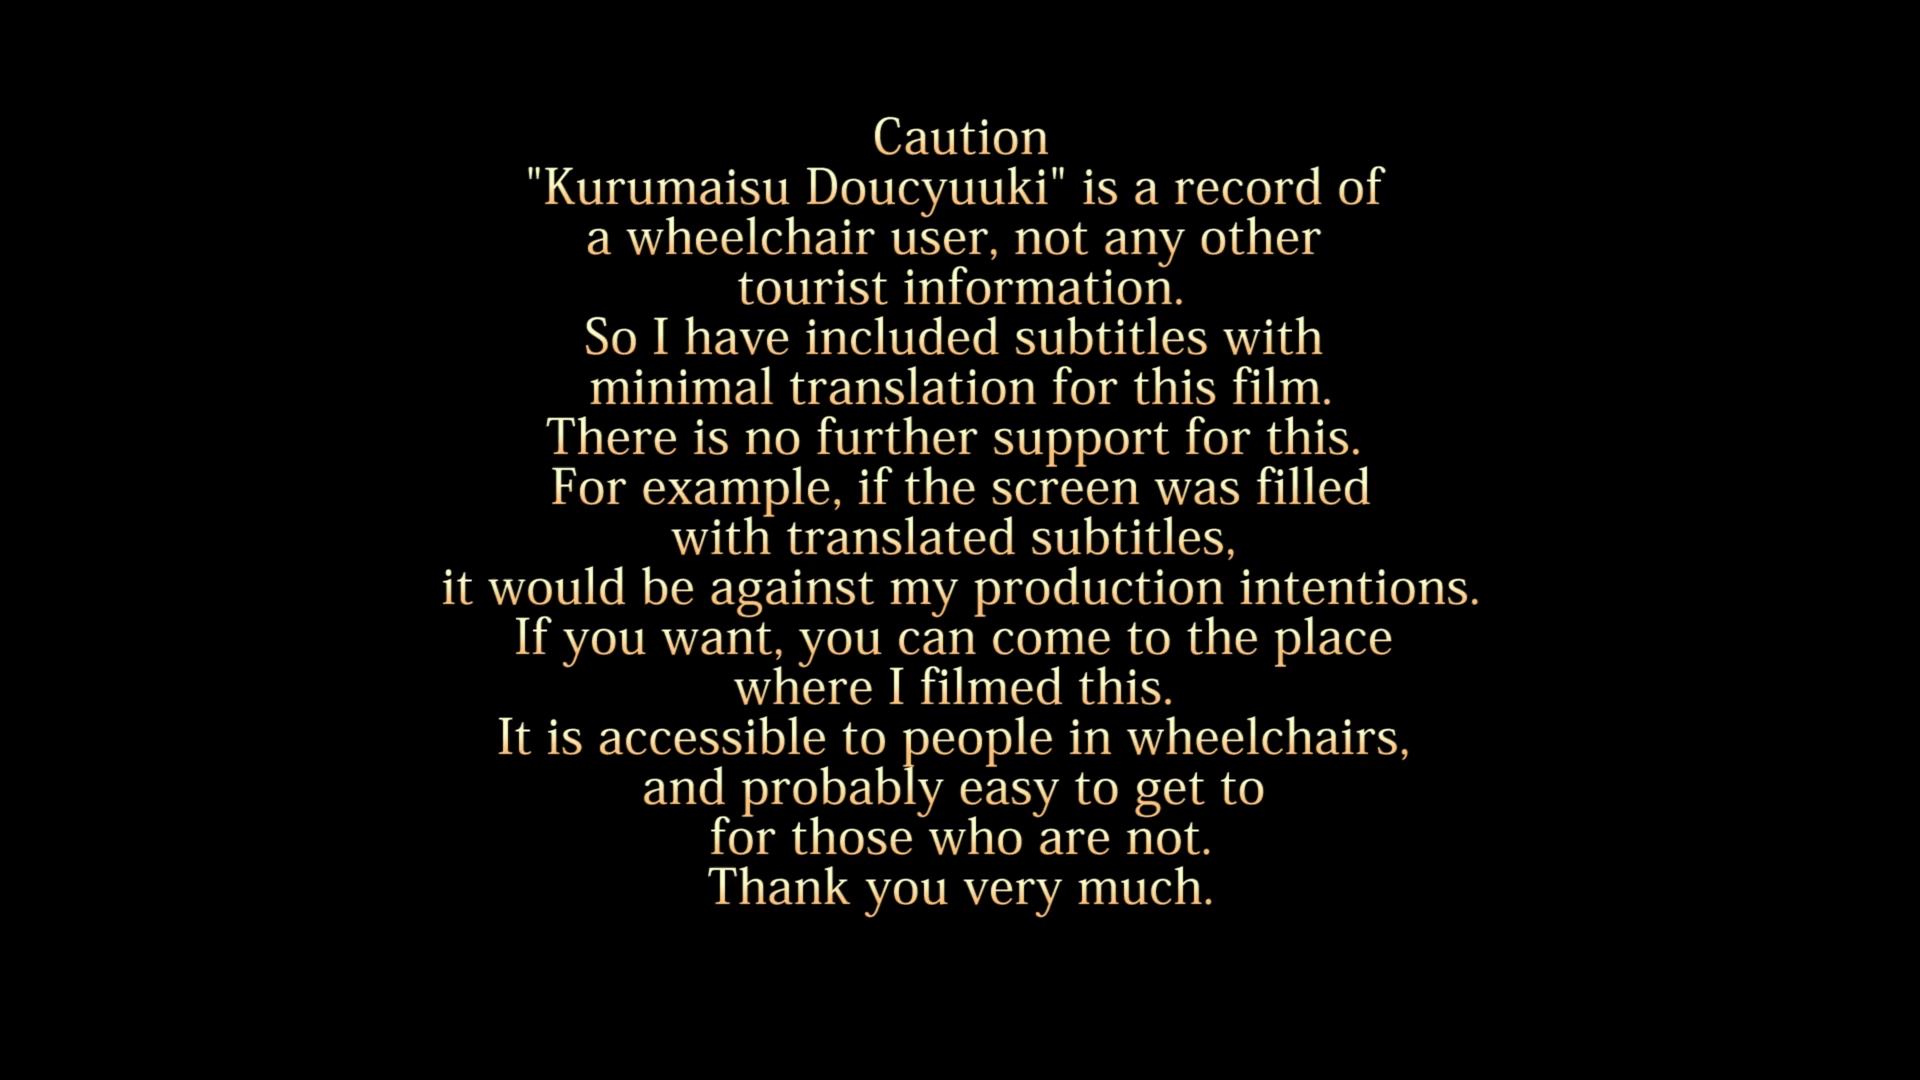 Caution
"Kurumaisu Doucyuuki" is a record of
a wheelchair user, not any other
tourist information.
So I have included subtitles with
minimal translation for this film.
There is no further support for this.
For example, if the screen was filled
with translated subtitles,
it would be against my production intentions.
If you want, you can come to the place
where I filmed this.
It is accessible to people in wheelchairs,
and probably easy to get to
for those who are not.
Thank you very much.